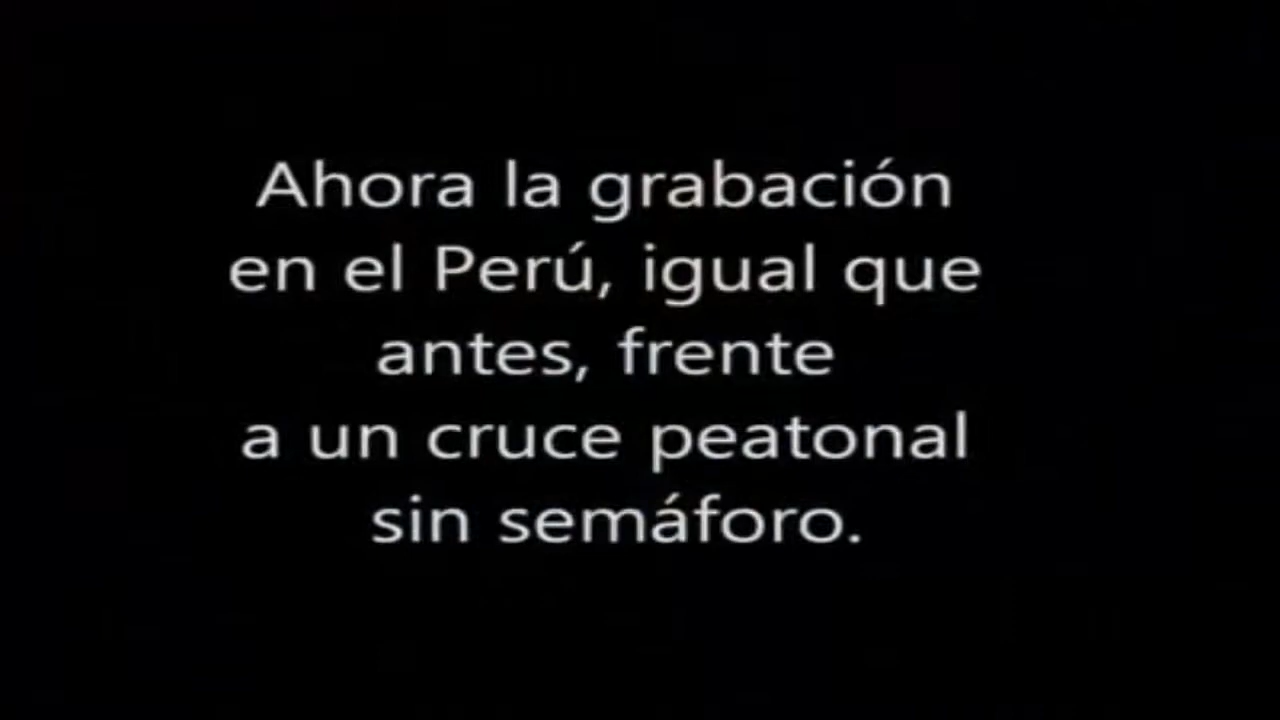 Ahora la grabación
en el Perú, igual que
antes, frente
a un cruce peatonal
sin semáforo.